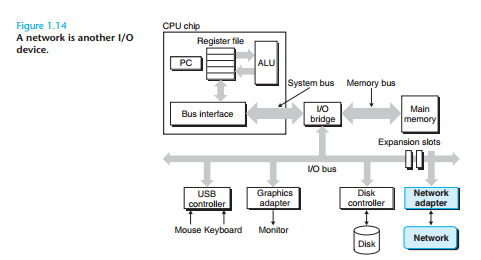 Figure 1.14
A network is another I/O
device.
CPU chip
Register file
PC
ALU
System bus
Memory bus
Bus interface
I/O
bridge
Main
memory
Expansion slots
I/O bus
USB
controller
Graphics
adapter
Disk
controller
Network
adapter
Mouse Keyboard
Monitor
Disk
Network